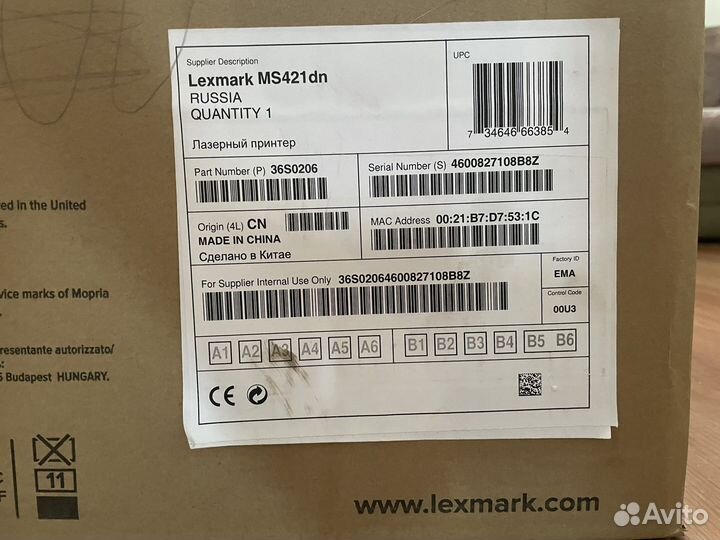 Supplier Description
Lexmark MS421dn
RUSSIA
QUANTITY 1
Лазерный принтер
UPC
7 34646 66385 4
Part Number (P) 36S0206
Serial Number (S) 4600827108B8Z
Origin (4L) CN
MADE IN CHINA
Сделано в Китае
MAC Address 00:21:B7:D7:53:1C
For Supplier Internal Use Only 36S02064600827108B8Z
Factory ID
EMA
Control Code
00U3
A1 A2 A3 A4 A5 A6 B1 B2 B3 B4 B5 B6
CE
ed in the United
s.
vice marks of Mopria
resentante autorizzato/
5 Budapest HUNGARY.
11
C
F
www.lexmark.com
Avito